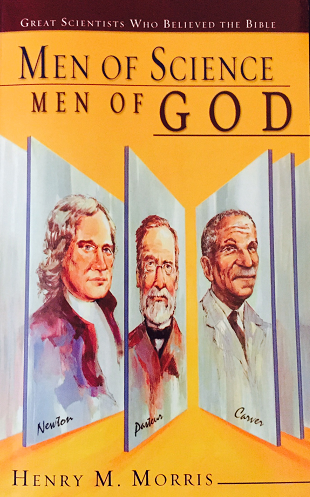 Great Scientists Who Believed the Bible
Men of Science
Men of God
Newton
Pasteur
Carver
Henry M. Morris